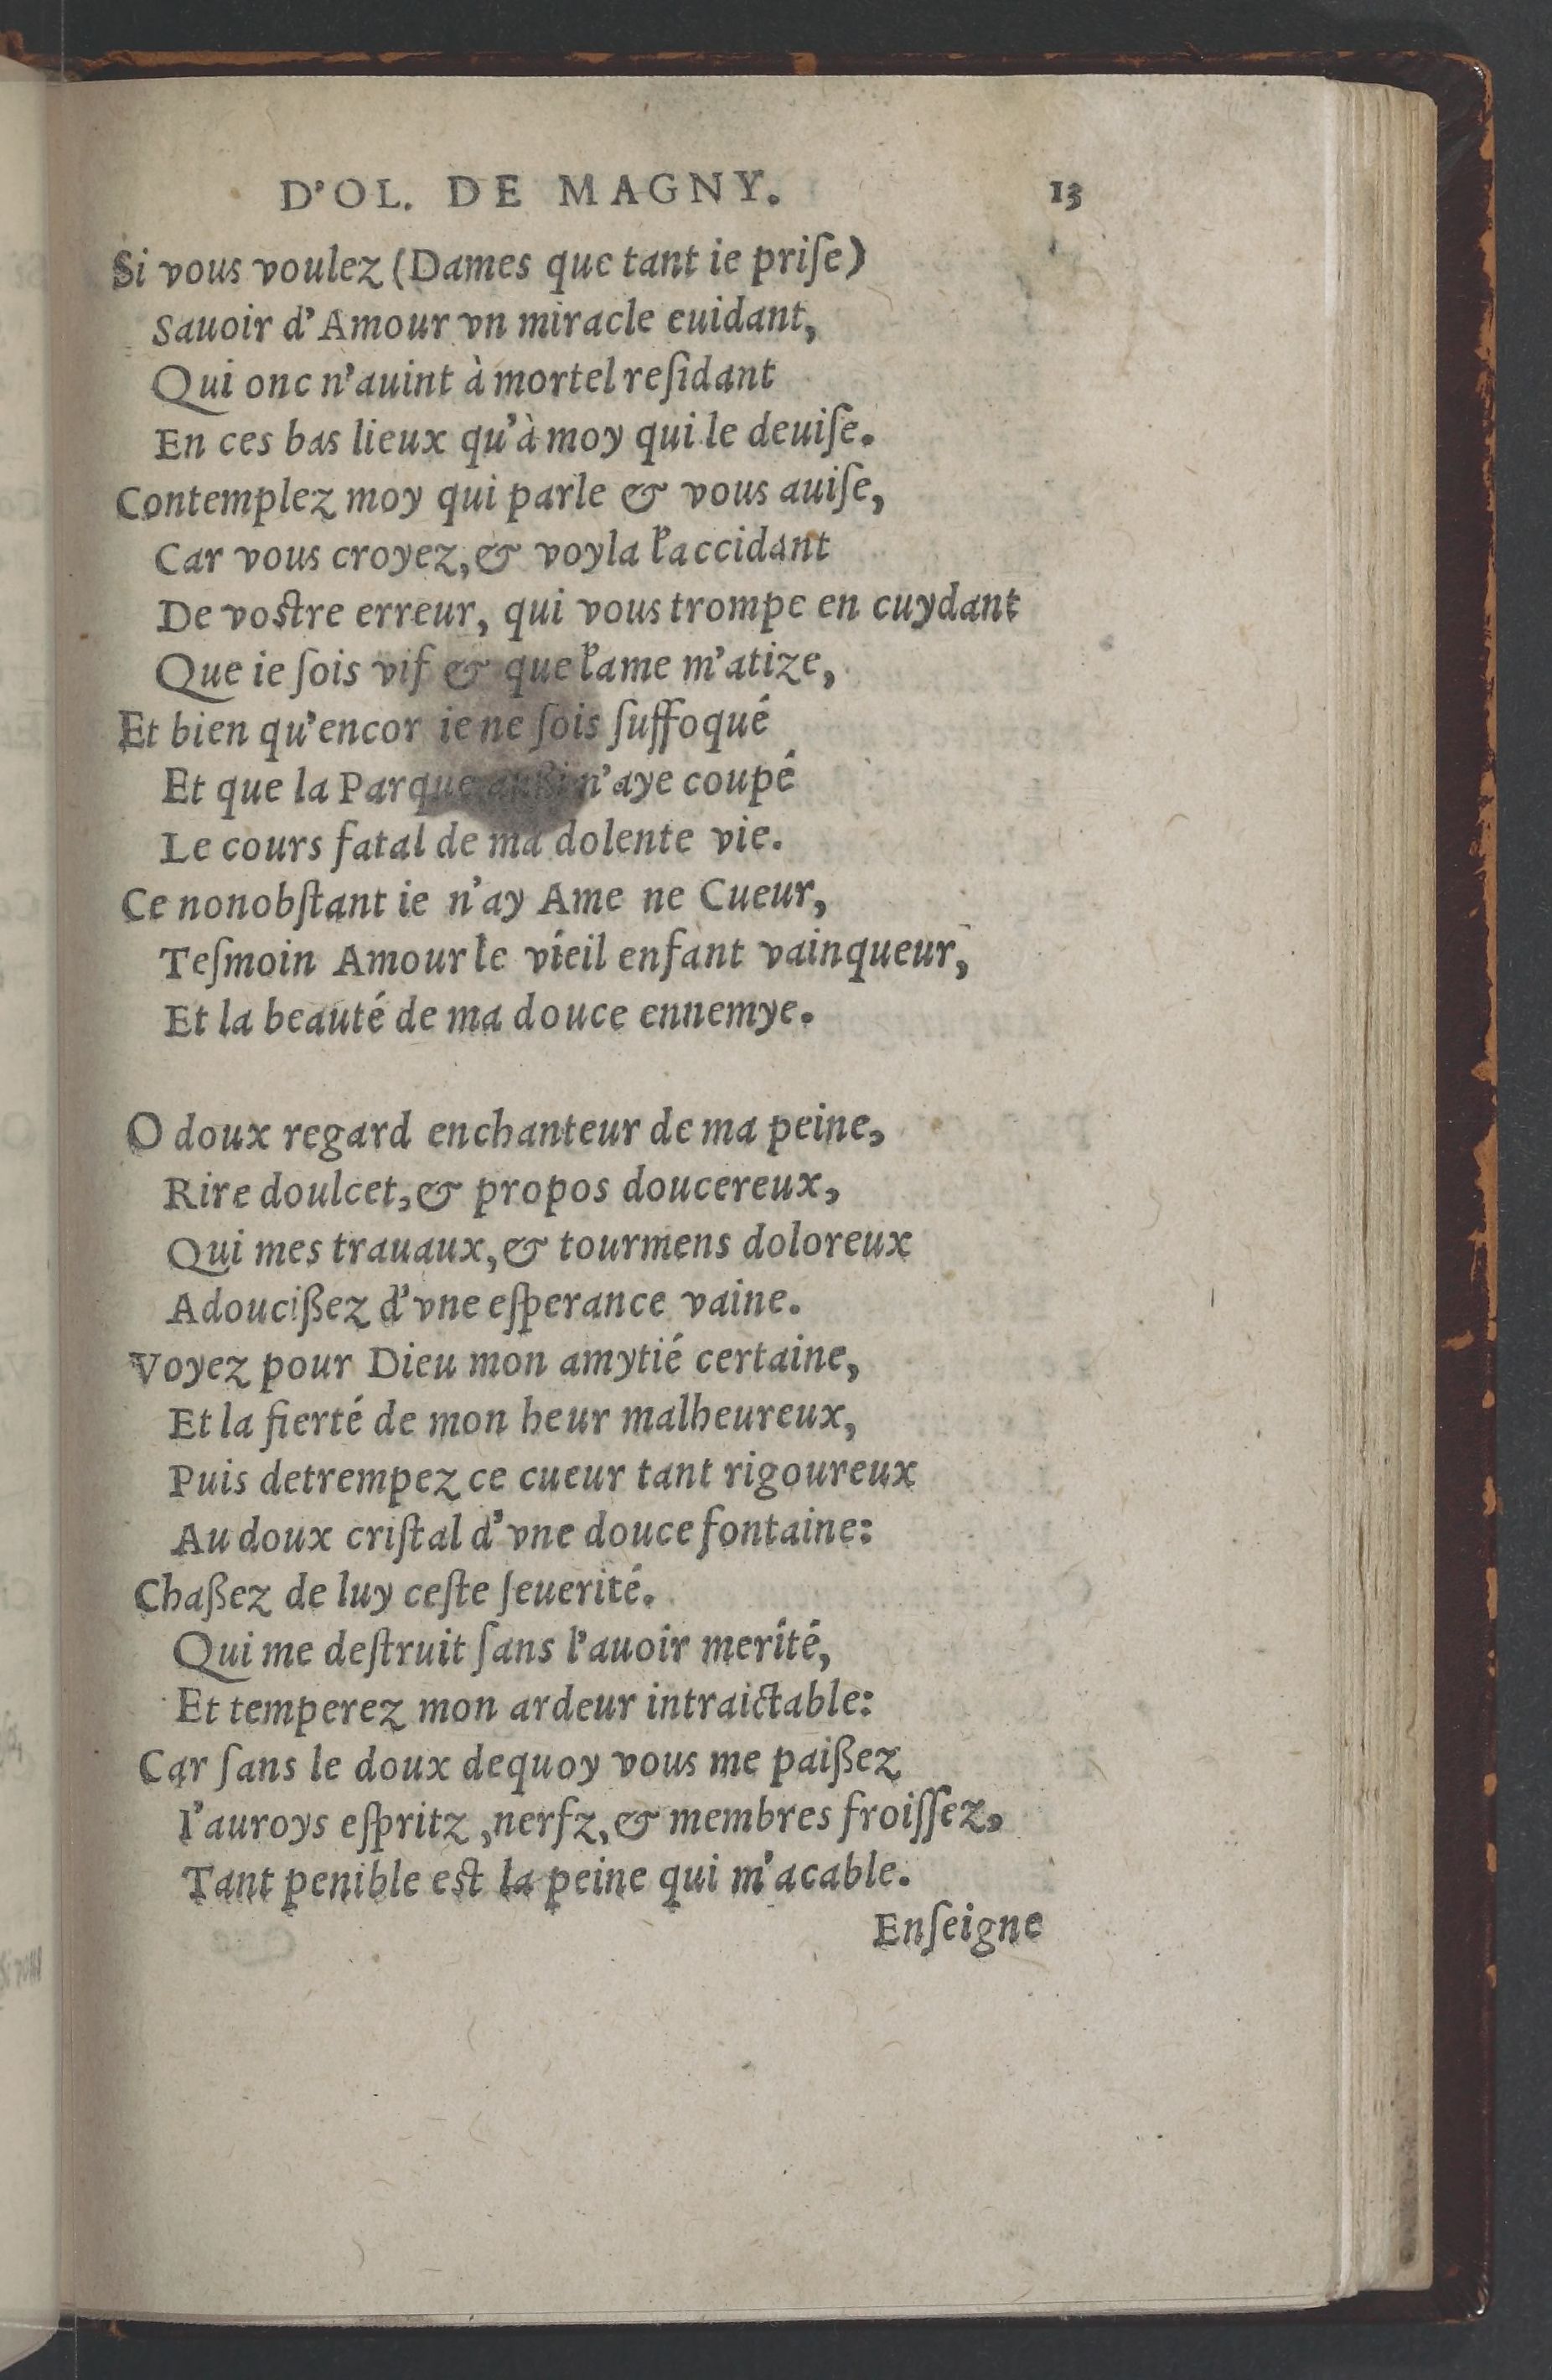 D'OL. DE MAGNY. 13
Si vous voulez (Dames que tant ie priſe)
Sauoir d'Amour vn miracle euidant,
Qui onc n'auint à mortel reſidant
En ces bas lieux qu'à moy qui le deuiſe.
Contemplez moy qui parle & vous auiſe,
Car vous croyez, & voyla l'accidant
De voſtre erreur, qui vous trompe en cuydant
Que ie ſois vif & que l'ame m'atize,
Et bien qu'encor ie ne ſois ſuffoqué
Et que la Parque außi n'aye coupé
Le cours fatal de ma dolente vie.
Ce nonobſtant ie n'ay Ame ne Cueur,
Teſmoin Amour le vieil enfant vainqueur,
Et la beauté de ma douce ennemye.
O doux regard enchanteur de ma peine,
Rire doulcet, & propos doucereux,
Qui mes trauaux, & tourmens doloreux
Adoucißez d'vne eſperance vaine.
Voyez pour Dieu mon amytié certaine,
Et la fierté de mon heur malheureux,
Puis detrempez ce cueur tant rigoureux
Au doux criſtal d'vne douce fontaine:
Chaßez de luy ceſte ſeuerité.
Qui me deſtruit ſans l'auoir merité,
Et temperez mon ardeur intraictable:
Car ſans le doux dequoy vous me paißez
I'auroys eſpritz, nerfz, & membres froiſſez,
Tant penible eſt la peine qui m'acable.
Enſeigne